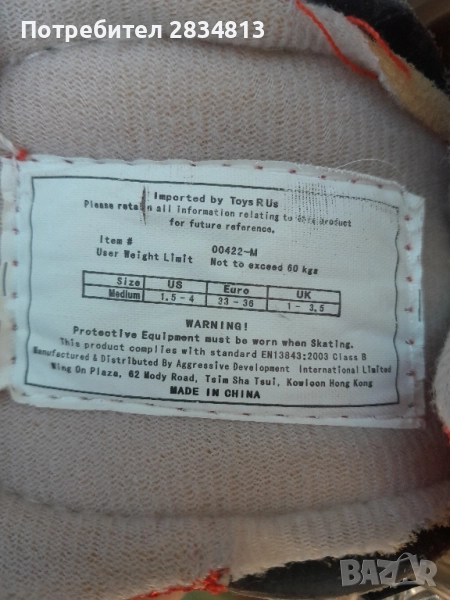 Потребител 2834813
Imported by Toys R Us
Please retain all information relating to this product
for future reference.
Item # 00422-M
User Weight Limit Not to exceed 60 kgs
Size US Euro UK
Medium 1.5-4 33-36 1-3.5
WARNING!
Protective Equipment must be worn when Skating.
This product complies with standard EN13843:2003 Class B
Manufactured & Distributed By Aggressive Development International Limited
Wing On Plaza, 62 Mody Road, Tsim Sha Tsui, Kowloon Hong Kong
MADE IN CHINA
BAZAR